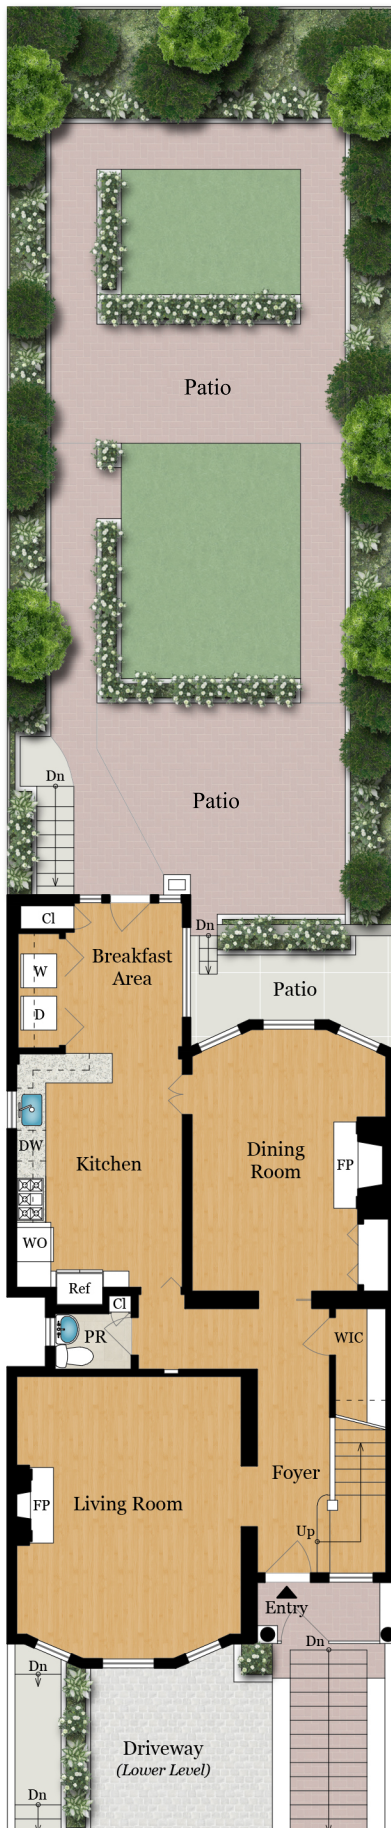 Patio
Dn
Patio
Cl
Dn
Breakfast
Area
W
Patio
D
DW
Kitchen
Dining
Room
FP
WO
Ref
Cl
PR
WIC
Foyer
FP
Living Room
Up
Entry
Dn
Dn
Driveway
(Lower Level)
Dn